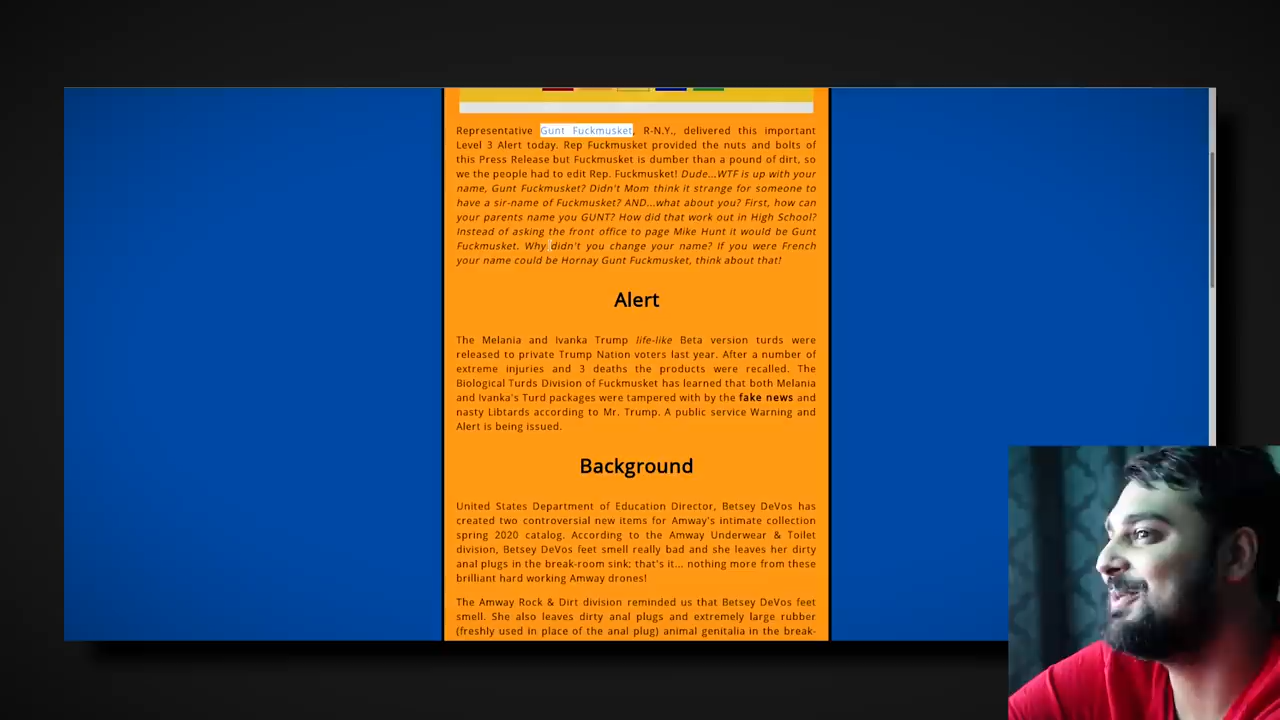 Representative Gunt Fuckmusket, R-N.Y., delivered this important
Level 3 Alert today. Rep Fuckmusket provided the nuts and bolts of
this Press Release but Fuckmusket is dumber than a pound of dirt, so
we the people had to edit Rep. Fuckmusket! Dude...WTF is up with your
name, Gunt Fuckmusket? Didn't Mom think it strange for someone to
have a sir-name of Fuckmusket? AND...what about you? First, how can
your parents name you GUNT? How did that work out in High School?
Instead of asking the front office to page Mike Hunt it would be Gunt
Fuckmusket. Why didn't you change your name? If you were French
your name could be Hornay Gunt Fuckmusket, think about that!
Alert
The Melania and Ivanka Trump life-like Beta version turds were
released to private Trump Nation voters last year. After a number of
extreme injuries and 3 deaths the products were recalled. The
Biological Turds Division of Fuckmusket has learned that both Melania
and Ivanka's Turd packages were tampered with by the fake news and
nasty Libtards according to Mr. Trump. A public service Warning and
Alert is being issued.
Background
United States Department of Education Director, Betsey DeVos has
created two controversial new items for Amway's intimate collection
spring 2020 catalog. According to the Amway Underwear & Toilet
division, Betsey DeVos feet smell really bad and she leaves her dirty
anal plugs in the break-room sink; that's it... nothing more from these
brilliant hard working Amway drones!
The Amway Rock & Dirt division reminded us that Betsey DeVos feet
smell. She also leaves dirty anal plugs and extremely large rubber
(freshly used in place of the anal plug) animal genitalia in the break-